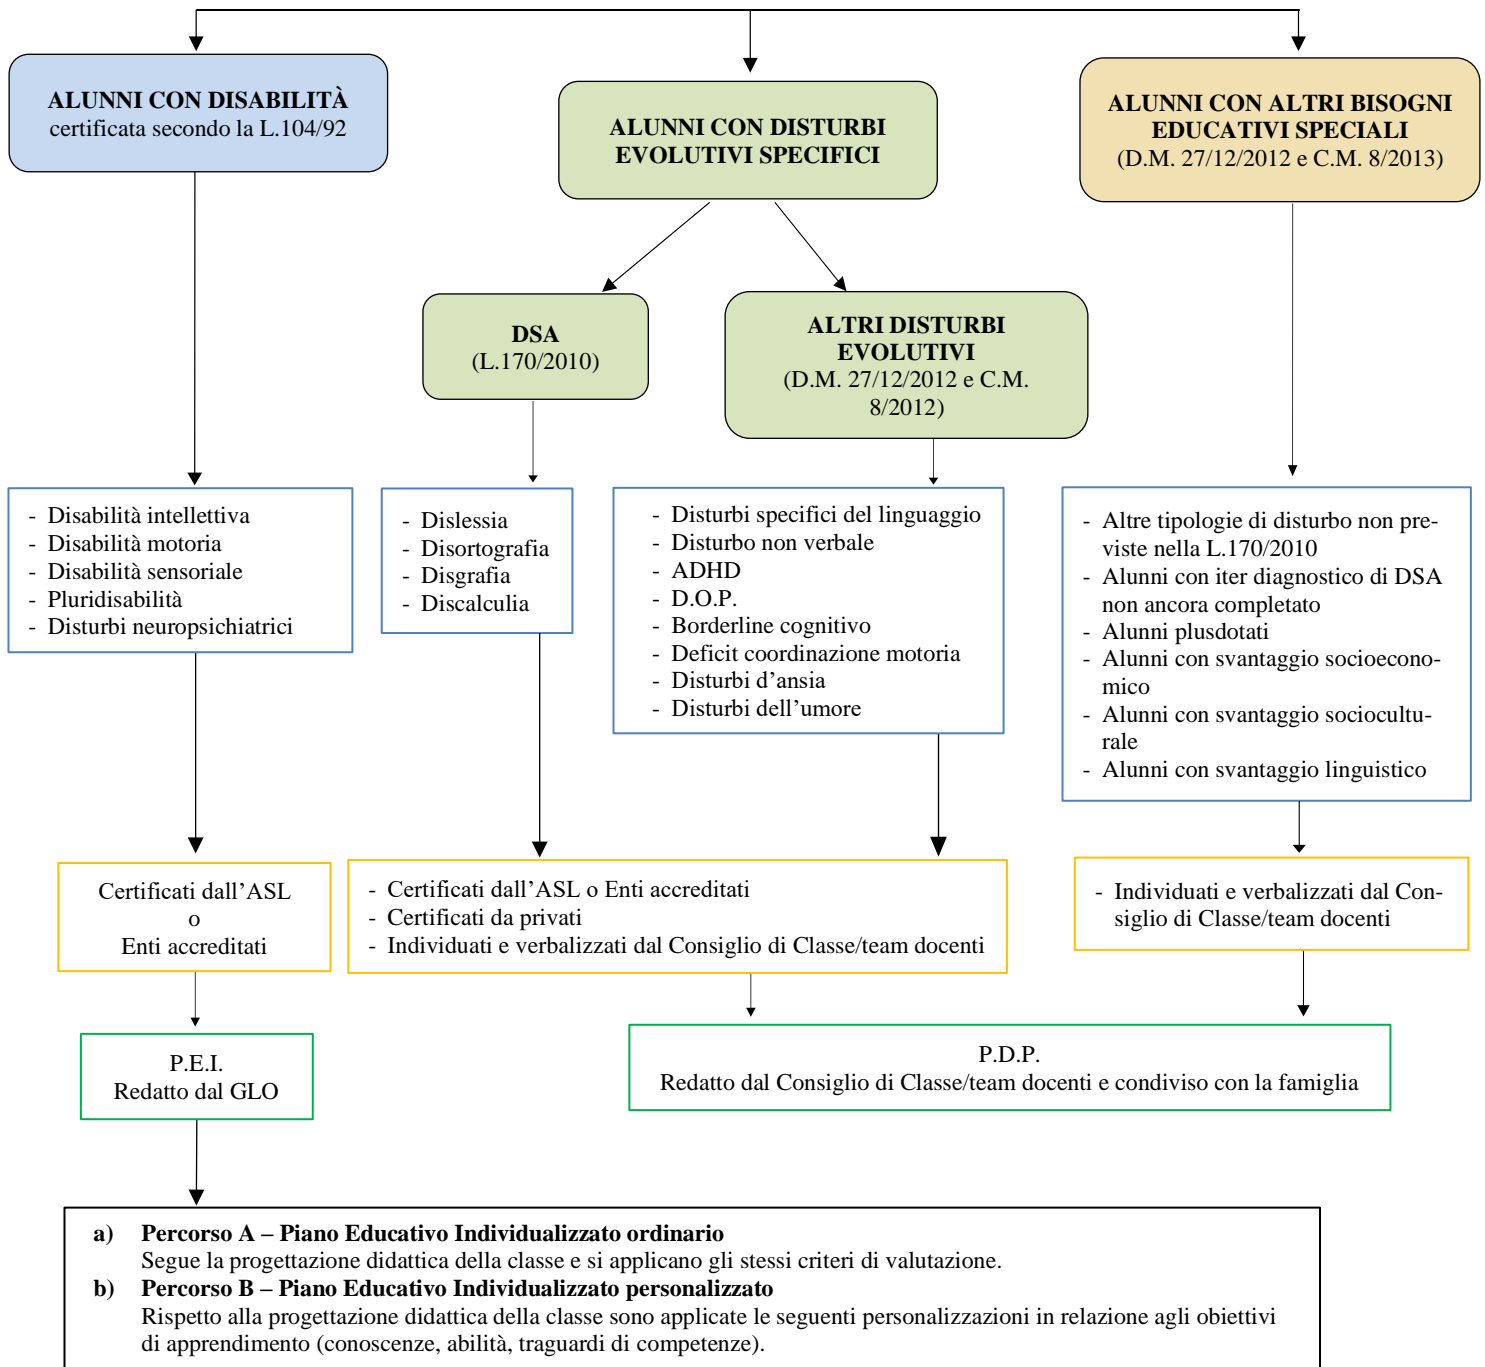 ALUNNI CON DISABILITÀ
certificata secondo la L.104/92
ALUNNI CON DISTURBI
EVOLUTIVI SPECIFICI
ALUNNI CON ALTRI BISOGNI
EDUCATIVI SPECIALI
(D.M. 27/12/2012 e C.M. 8/2013)
DSA
(L.170/2010)
ALTRI DISTURBI
EVOLUTIVI
(D.M. 27/12/2012 e C.M.
8/2012)
- Disabilità intellettiva
- Disabilità motoria
- Disabilità sensoriale
- Pluridisabilità
- Disturbi neuropsichiatrici
- Dislessia
- Disortografia
- Disgrafia
- Discalculia
- Disturbi specifici del linguaggio
- Disturbo non verbale
- ADHD
- D.O.P.
- Borderline cognitivo
- Deficit coordinazione motoria
- Disturbi d’ansia
- Disturbi dell’umore
- Altre tipologie di disturbo non pre-
viste nella L.170/2010
- Alunni con iter diagnostico di DSA
non ancora completato
- Alunni plusdotati
- Alunni con svantaggio socioecono-
mico
- Alunni con svantaggio sociocultu-
rale
- Alunni con svantaggio linguistico
Certificati dall’ASL
o
Enti accreditati
- Certificati dall’ASL o Enti accreditati
- Certificati da privati
- Individuati e verbalizzati dal Consiglio di Classe/team docenti
- Individuati e verbalizzati dal Con-
siglio di Classe/team docenti
P.E.I.
Redatto dal GLO
P.D.P.
Redatto dal Consiglio di Classe/team docenti e condiviso con la famiglia
a) Percorso A – Piano Educativo Individualizzato ordinario
Segue la progettazione didattica della classe e si applicano gli stessi criteri di valutazione.
b) Percorso B – Piano Educativo Individualizzato personalizzato
Rispetto alla progettazione didattica della classe sono applicate le seguenti personalizzazioni in relazione agli obiettivi
di apprendimento (conoscenze, abilità, traguardi di competenze).